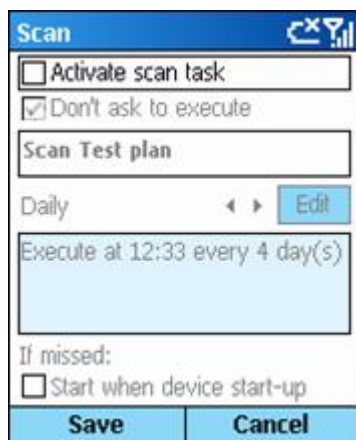 Scan
Activate scan task
Don't ask to execute
Scan Test plan
Daily Edit
Execute at 12:33 every 4 day(s)
If missed:
Start when device start-up
Save Cancel